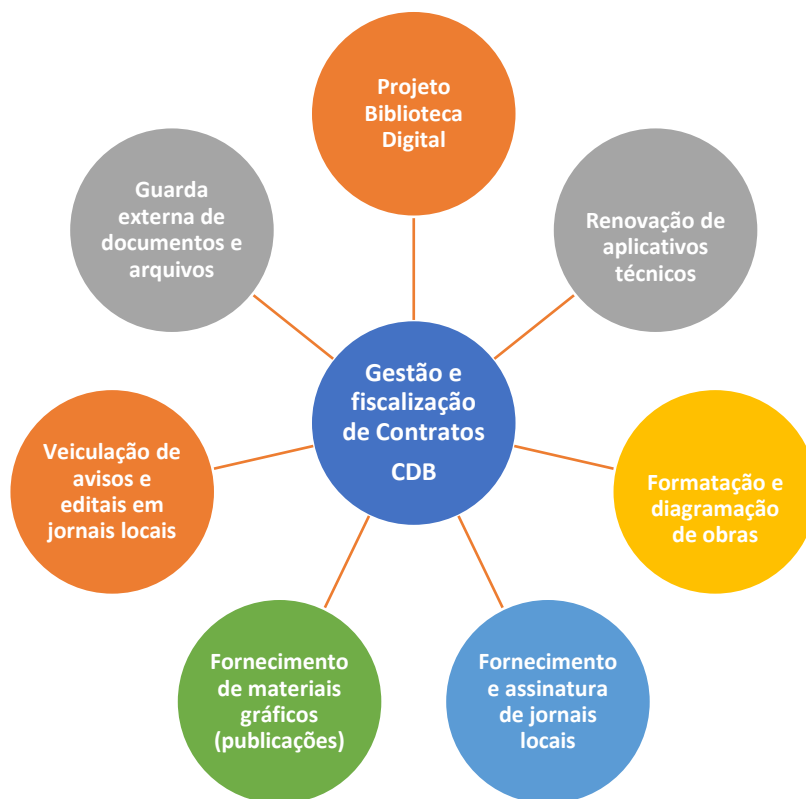 Projeto
Biblioteca
Digital
Renovação de
aplicativos
técnicos
Formatação e
diagramação
de obras
Fornecimento
e assinatura
de jornais
locais
Fornecimento
de materiais
gráficos
(publicações)
Veiculação de
avisos e
editais em
jornais locais
Guarda
externa de
documentos e
arquivos
Gestão e
fiscalização
de Contratos
CDB